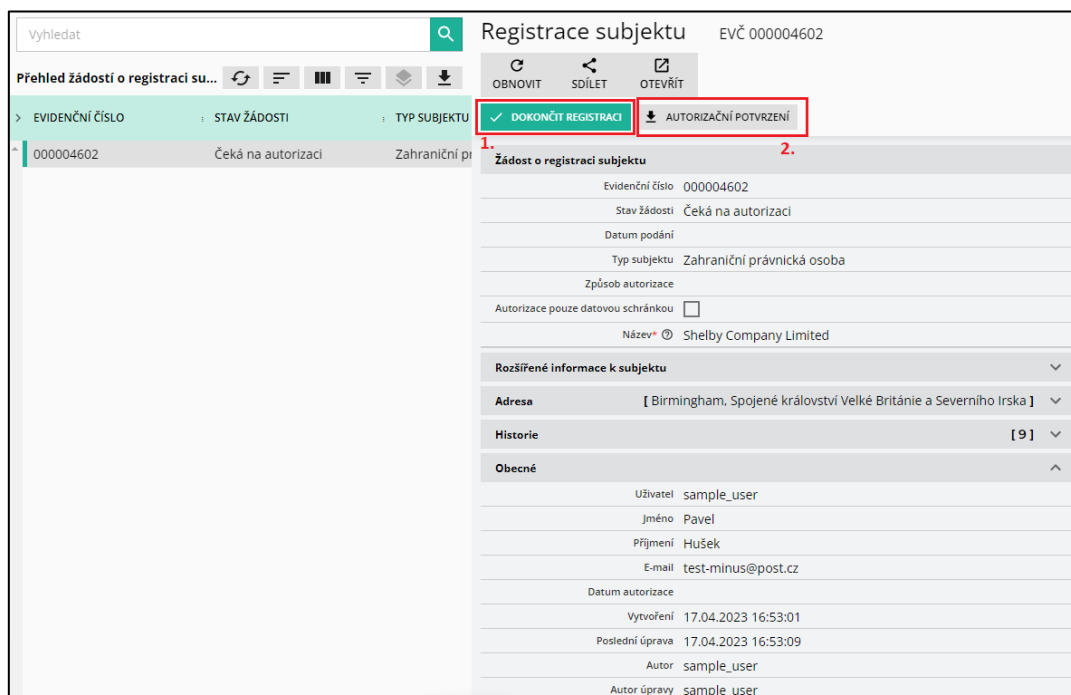 Vyhledat
Přehled žádostí o registraci su...
EVIDENČNÍ ČÍSLO STAV ŽÁDOSTI TYP SUBJEKTU
000004602 Čeká na autorizaci Zahraniční pr
Registrace subjektu EVČ 000004602
OBNOVIT SDÍLET OTEVŘÍT
DOKONČIT REGISTRACI AUTORIZAČNÍ POTVRZENÍ
1. 2.
Žádost o registraci subjektu
Evidenční číslo 000004602
Stav žádosti Čeká na autorizaci
Datum podání
Typ subjektu Zahraniční právnická osoba
Způsob autorizace
Autorizace pouze datovou schránkou
Název* Shelby Company Limited
Rozšířené informace k subjektu
Adresa [ Birmingham, Spojené království Velké Británie a Severního Irska ]
Historie [9]
Obecné
Uživatel sample_user
Jméno Pavel
Příjmení Hušek
E-mail test-minus@post.cz
Datum autorizace
Vytvoření 17.04.2023 16:53:01
Poslední úprava 17.04.2023 16:53:09
Autor sample_user
Autor úpravy sample_user